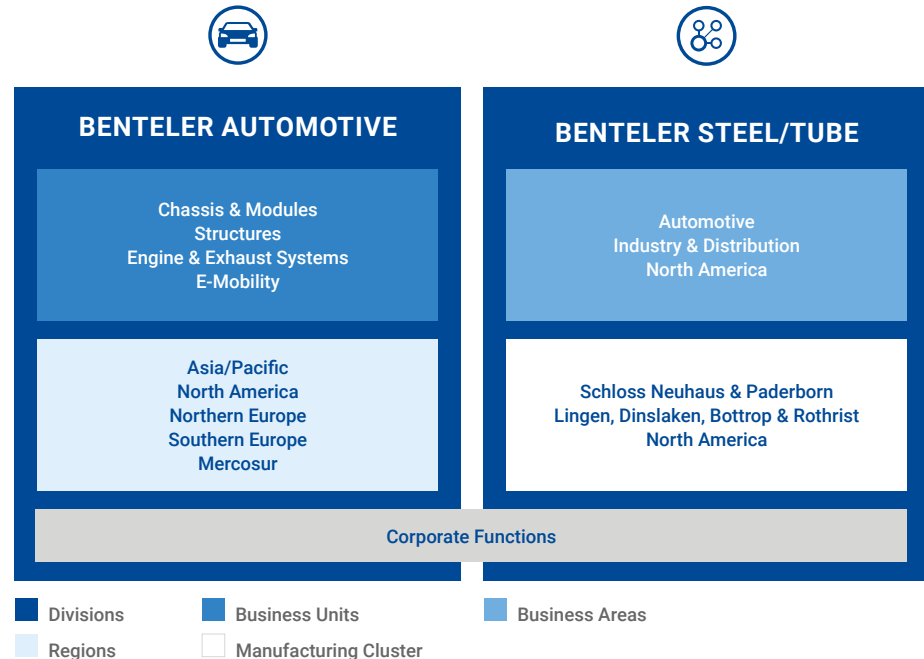 BENTELER AUTOMOTIVE
Chassis & Modules
Structures
Engine & Exhaust Systems
E-Mobility
Asia/Pacific
North America
Northern Europe
Southern Europe
Mercosur
BENTELER STEEL/TUBE
Automotive
Industry & Distribution
North America
Schloss Neuhaus & Paderborn
Lingen, Dinslaken, Bottrop & Rothrist
North America
Corporate Functions
Divisions
Business Units
Business Areas
Regions
Manufacturing Cluster